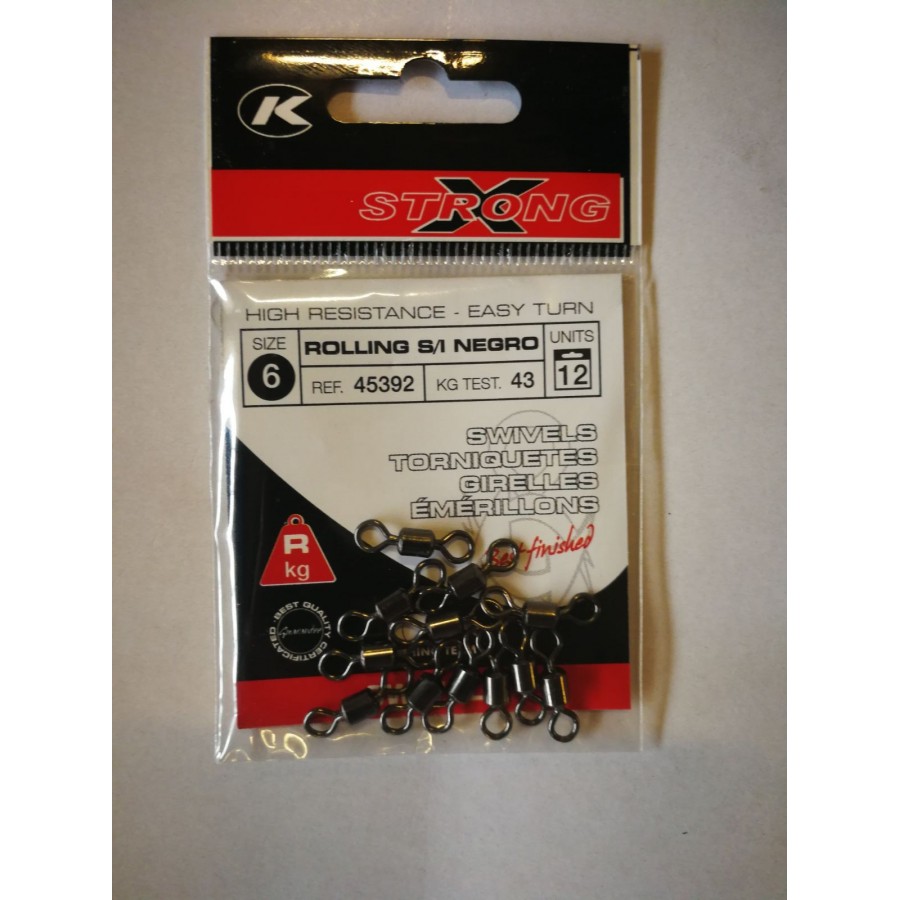 K
STRONG X
HIGH RESISTANCE - EASY TURN
SIZE
6
ROLLING S/I NEGRO
REF. 45392
KG TEST. 43
UNITS
12
SWIVELS
TORNIQUETES
GIRELLES
ÉMÉRILLONS
Best finished
R
kg
BEST QUALITY
CERTIFICATED